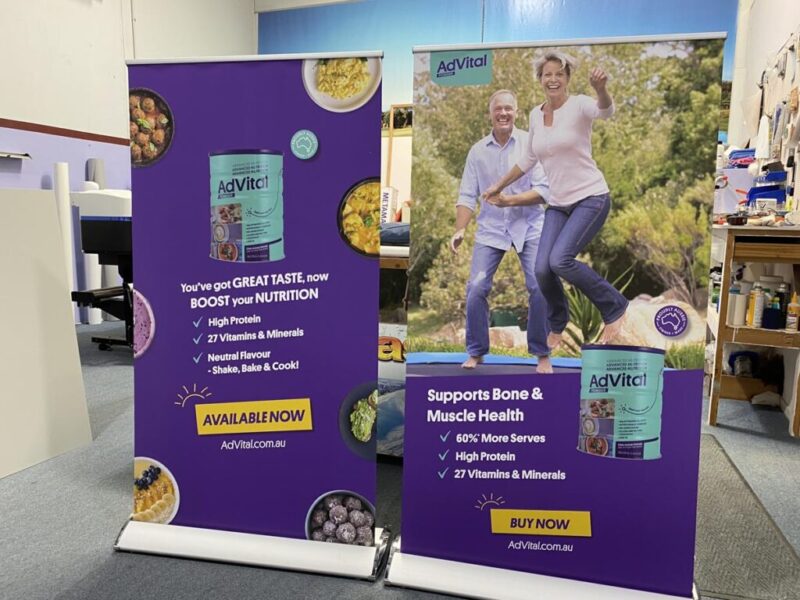 AdVital
You've got GREAT TASTE, now
BOOST your NUTRITION
✓ High Protein
✓ 27 Vitamins & Minerals
✓ Neutral Flavour
- Shake, Bake & Cook!
AVAILABLE NOW
AdVital.com.au
METAMA
AdVital
POWDER
Supports Bone &
Muscle Health
✓ 60%* More Serves
✓ High Protein
✓ 27 Vitamins & Minerals
BUY NOW
AdVital.com.au
AdVital